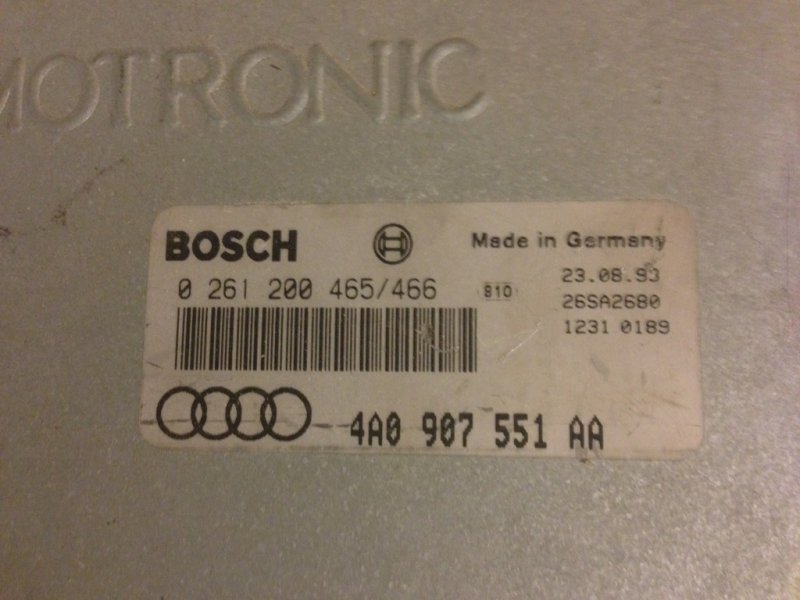 MOTRONIC
BOSCH Made in Germany
0 261 200 465/466 810 23.08.93
26SA2680
1231 0189
4A0 907 551 AA